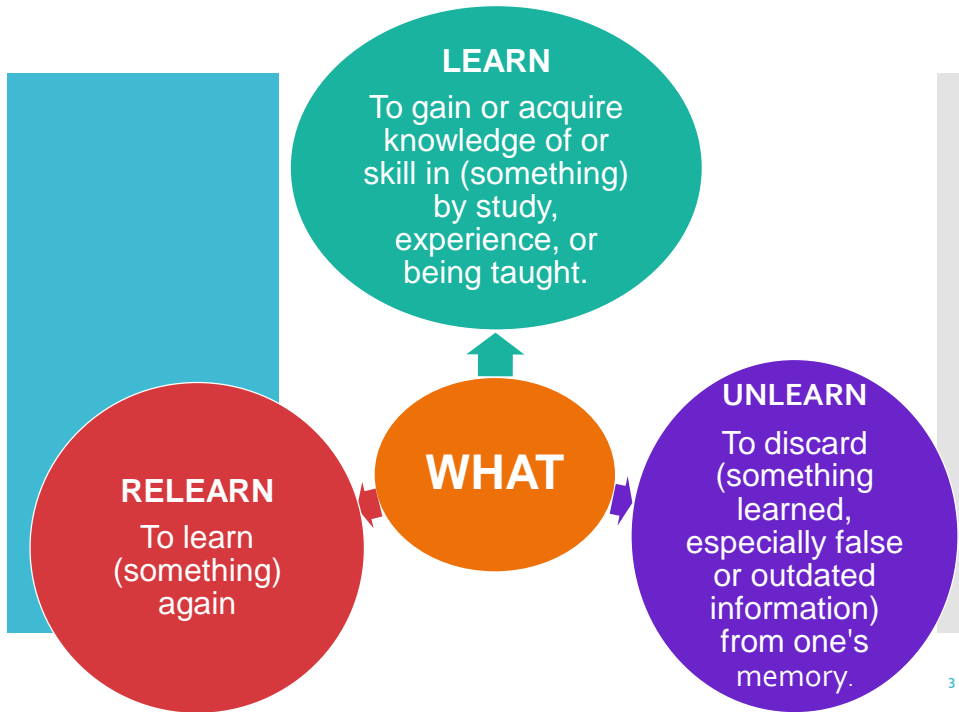 LEARN
To gain or acquire
knowledge of or
skill in (something)
by study,
experience, or
being taught.
WHAT
RELEARN
To learn
(something)
again
UNLEARN
To discard
(something
learned,
especially false
or outdated
information)
from one's
memory.
3